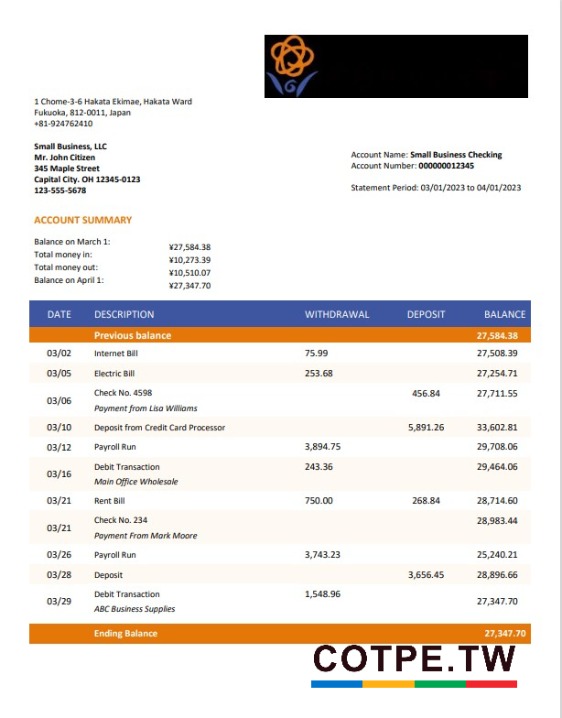 1 Chome-3-6 Hakata Ekimae, Hakata Ward
Fukuoka, 812-0011, Japan
+81-924762410
Small Business, LLC
Mr. John Citizen
345 Maple Street
Capital City. OH 12345-0123
123-555-5678
Account Name: Small Business Checking
Account Number: 000000012345
Statement Period: 03/01/2023 to 04/01/2023
ACCOUNT SUMMARY
Balance on March 1: ¥27,584.38
Total money in: ¥10,273.39
Total money out: ¥10,510.07
Balance on April 1: ¥27,347.70
DATE DESCRIPTION WITHDRAWAL DEPOSIT BALANCE
Previous balance 27,584.38
03/02 Internet Bill 75.99 27,508.39
03/05 Electric Bill 253.68 27,254.71
03/06 Check No. 4598 456.84 27,711.55
Payment from Lisa Williams
03/10 Deposit from Credit Card Processor 5,891.26 33,602.81
03/12 Payroll Run 3,894.75 29,708.06
03/16 Debit Transaction 243.36 29,464.06
Main Office Wholesale
03/21 Rent Bill 750.00 268.84 28,714.60
03/21 Check No. 234 28,983.44
Payment From Mark Moore
03/26 Payroll Run 3,743.23 25,240.21
03/28 Deposit 3,656.45 28,896.66
03/29 Debit Transaction 1,548.96 27,347.70
ABC Business Supplies
Ending Balance 27,347.70
COTPE.TW